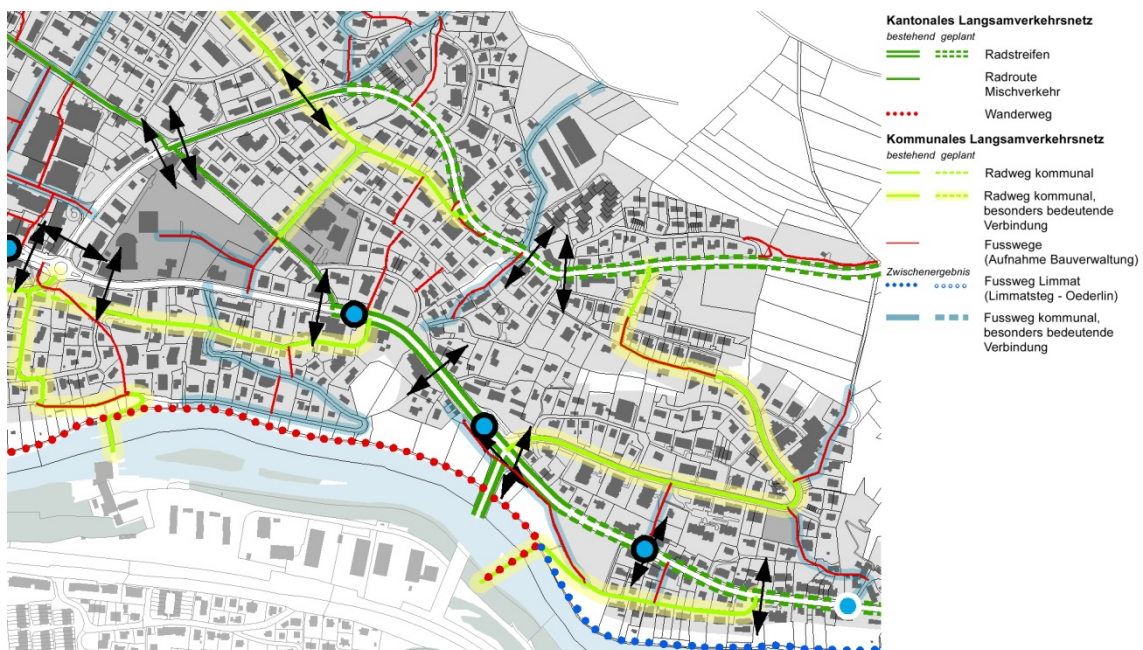 Kantonales Langsamverkehrsnetz
bestehend geplant
Radstreifen
Radroute
Mischverkehr
Wanderweg
Kommunales Langsamverkehrsnetz
bestehend geplant
Radweg kommunal
Radweg kommunal,
besonders bedeutende
Verbindung
Fusswege
(Aufnahme Bauverwaltung)
Zwischenergebnis
Fussweg Limmat
(Limmatsteg - Oederlin)
Fussweg kommunal,
besonders bedeutende
Verbindung